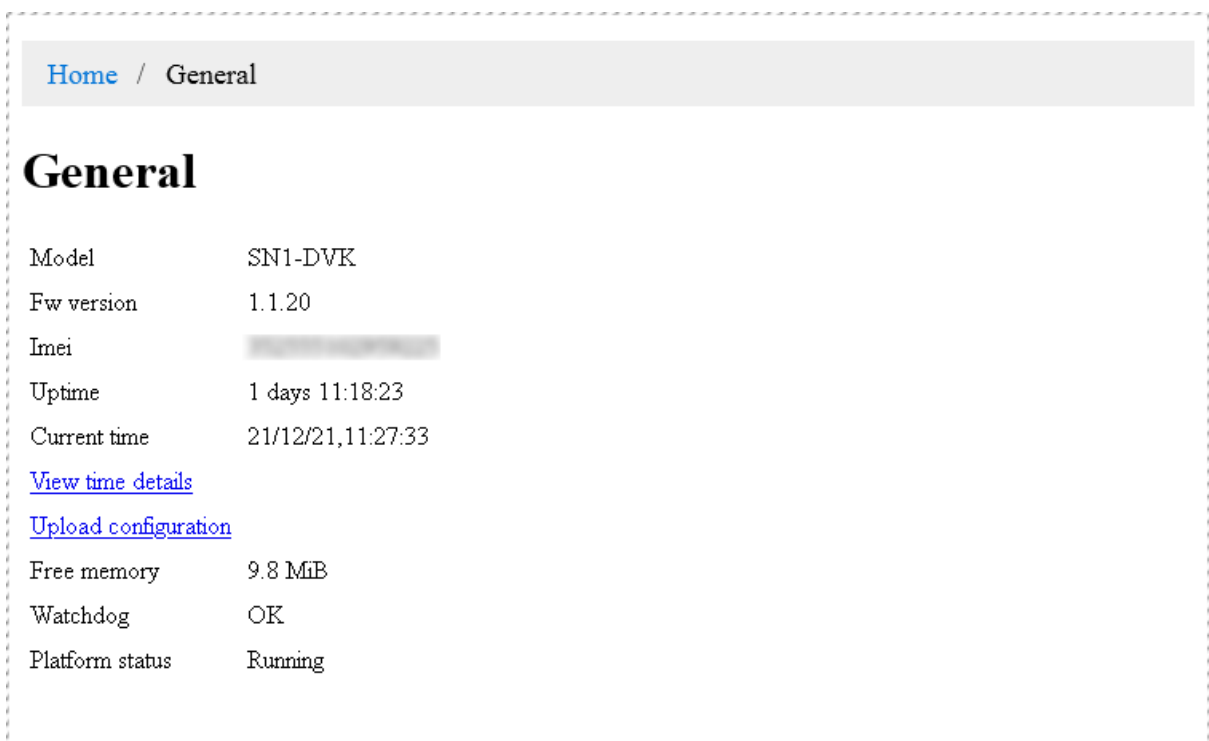 Home / General
General
Model SN1-DVK
Fw version 1.1.20
Imei
Uptime 1 days 11:18:23
Current time 21/12/21,11:27:33
View time details
Upload configuration
Free memory 9.8 MiB
Watchdog OK
Platform status Running